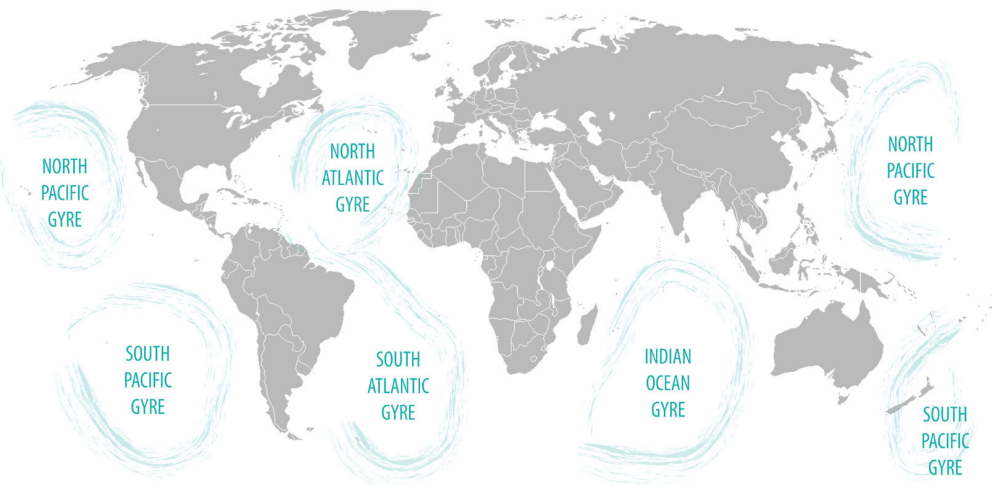 NORTH
PACIFIC
GYRE
NORTH
ATLANTIC
GYRE
NORTH
PACIFIC
GYRE
SOUTH
PACIFIC
GYRE
SOUTH
ATLANTIC
GYRE
INDIAN
OCEAN
GYRE
SOUTH
PACIFIC
GYRE